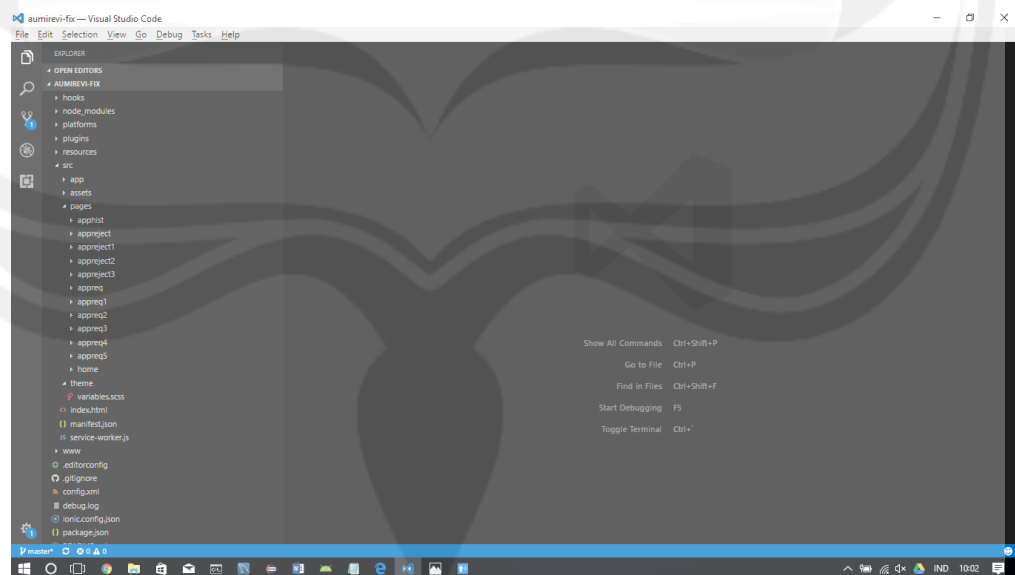 aumirevi-fix — Visual Studio Code
File Edit Selection View Go Debug Tasks Help
EXPLORER
OPEN EDITORS
AUMIREVI-FIX
hooks
node_modules
platforms
plugins
resources
src
app
assets
pages
apphist
appreject
appreject1
appreject2
appreject3
appreq
appreq1
appreq2
appreq3
appreq4
appreq5
home
theme
variables.scss
index.html
manifest.json
service-worker.js
www
.editorconfig
.gitignore
config.xml
debug.log
ionic.config.json
package.json
Show All Commands Ctrl+Shift+P
Go to File Ctrl+P
Find in Files Ctrl+Shift+F
Start Debugging F5
Toggle Terminal Ctrl+`
1
1
master* 0 0
IND 10:02